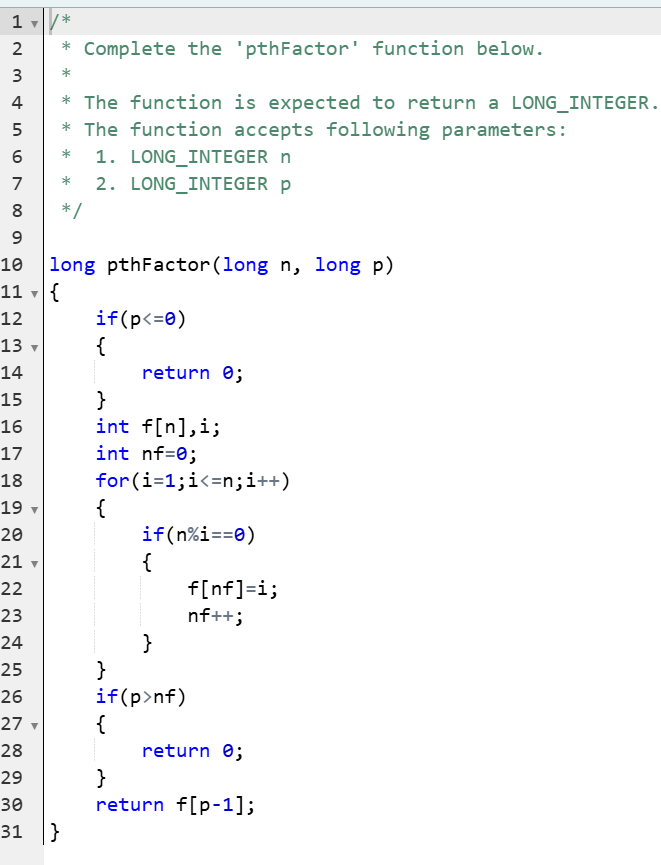 1 /*
2  * Complete the 'pthFactor' function below.
3  *
4  * The function is expected to return a LONG_INTEGER.
5  * The function accepts following parameters:
6  *  1. LONG_INTEGER n
7  *  2. LONG_INTEGER p
8  */
9
10 long pthFactor(long n, long p)
11 {
12     if(p<=0)
13     {
14         return 0;
15     }
16     int f[n],i;
17     int nf=0;
18     for(i=1;i<=n;i++)
19     {
20         if(n%i==0)
21         {
22             f[nf]=i;
23             nf++;
24         }
25     }
26     if(p>nf)
27     {
28         return 0;
29     }
30     return f[p-1];
31 }